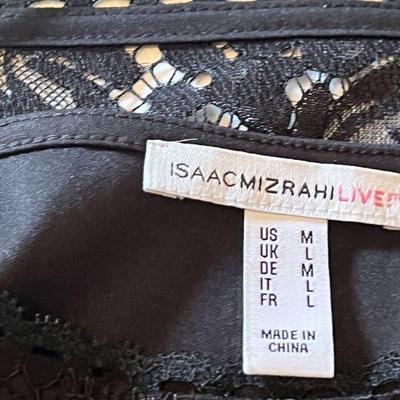 ISAACMIZRAHILIVE
US M
UK L
DE M
IT L
FR L
MADE IN
CHINA